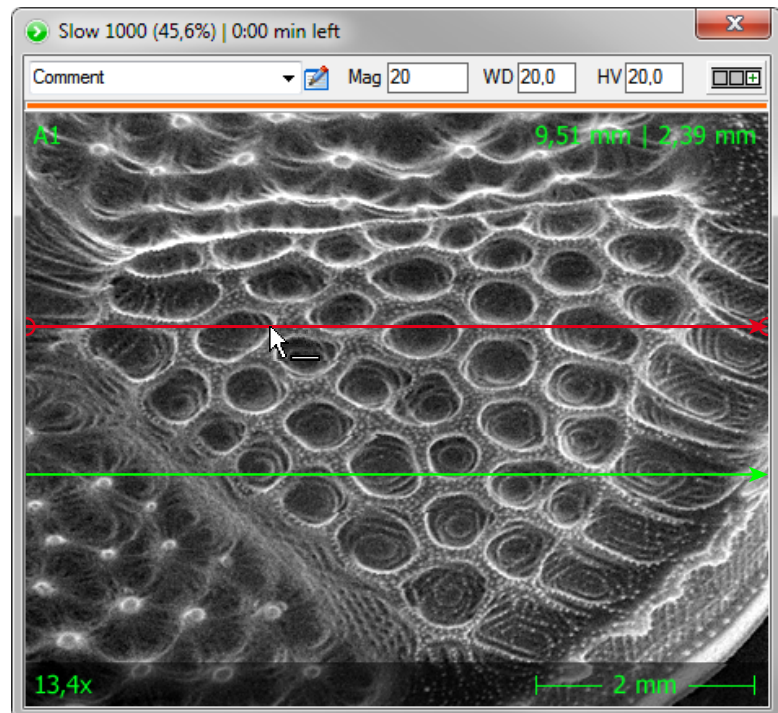 Slow 1000 (45,6%) | 0:00 min left
Comment Mag 20 WD 20,0 HV 20,0
A1 9,51 mm | 2,39 mm
13,4x 2 mm